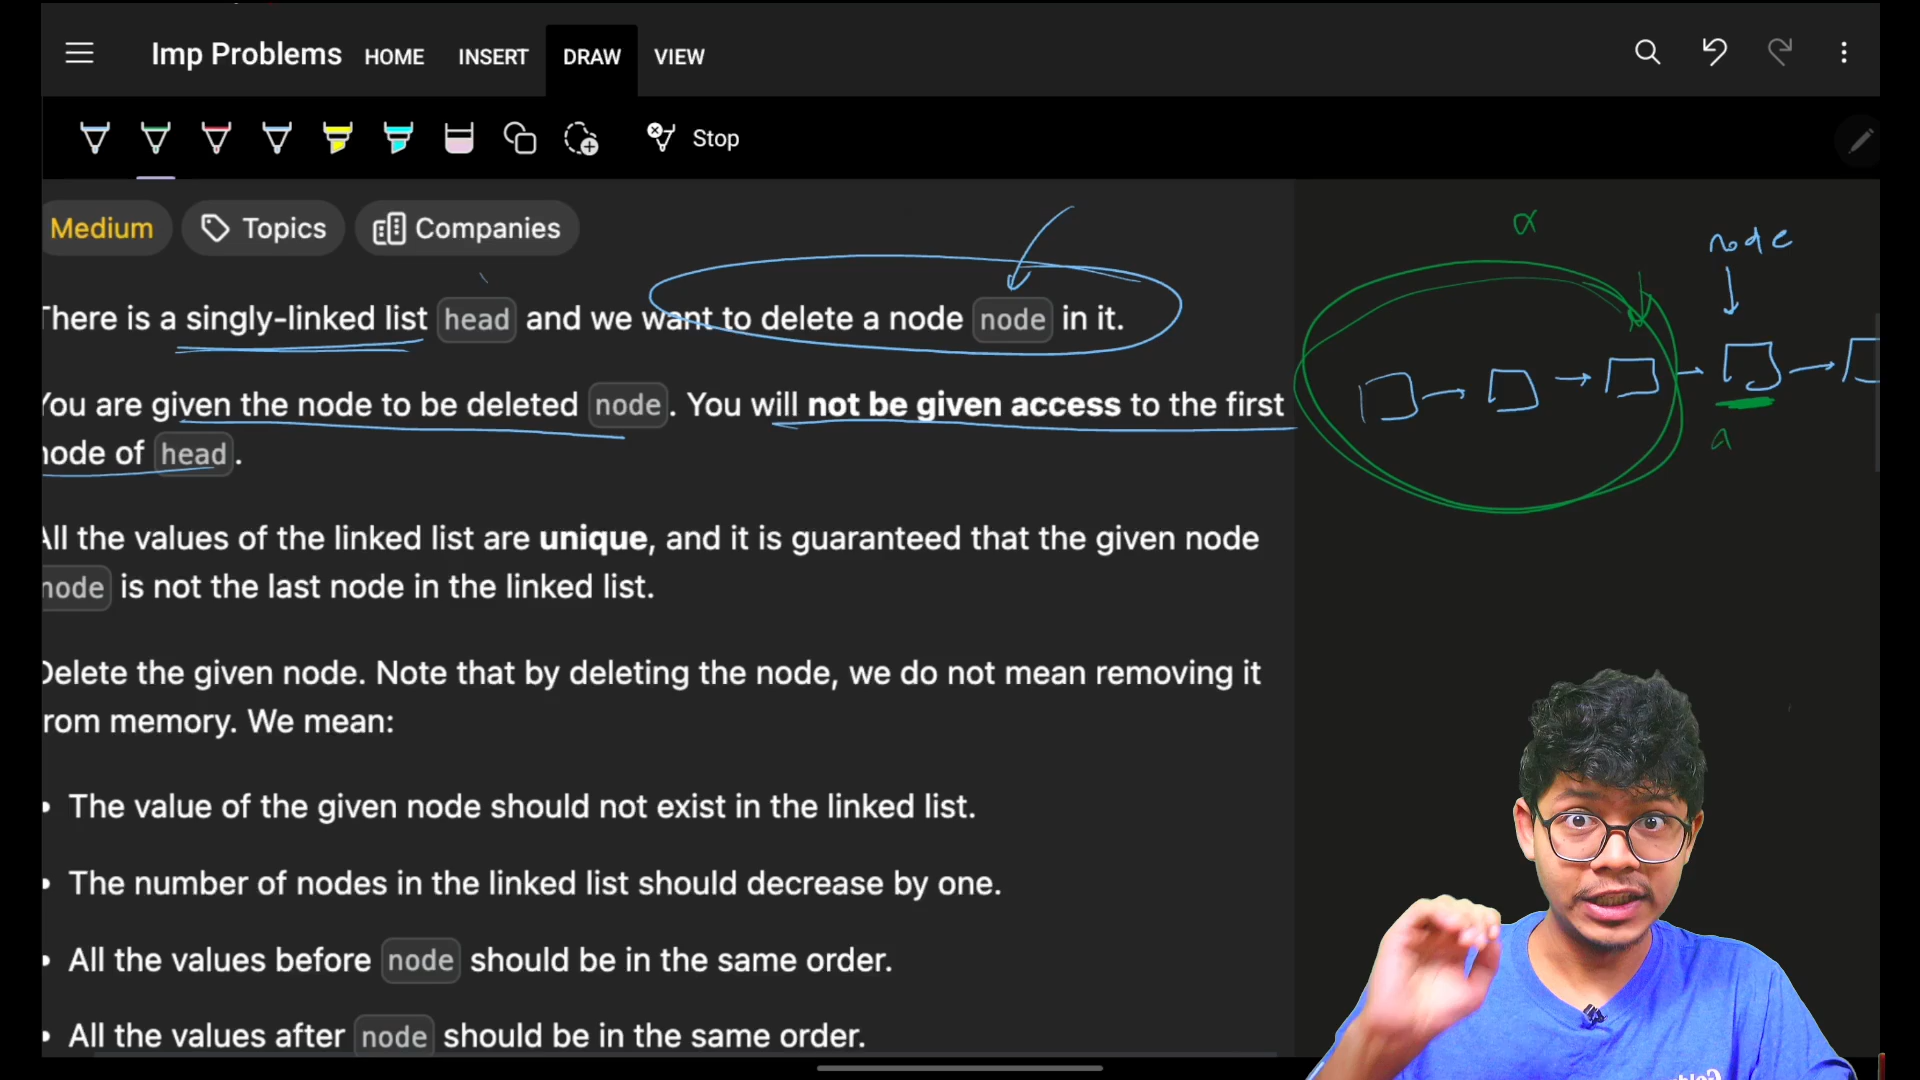 Imp Problems HOME INSERT DRAW VIEW
Stop
Medium Topics Companies
There is a singly-linked list head and we want to delete a node node in it.
You are given the node to be deleted node. You will not be given access to the first
node of head.
All the values of the linked list are unique, and it is guaranteed that the given node
node is not the last node in the linked list.
Delete the given node. Note that by deleting the node, we do not mean removing it
from memory. We mean:
• The value of the given node should not exist in the linked list.
• The number of nodes in the linked list should decrease by one.
• All the values before node should be in the same order.
• All the values after node should be in the same order.
α
node
a